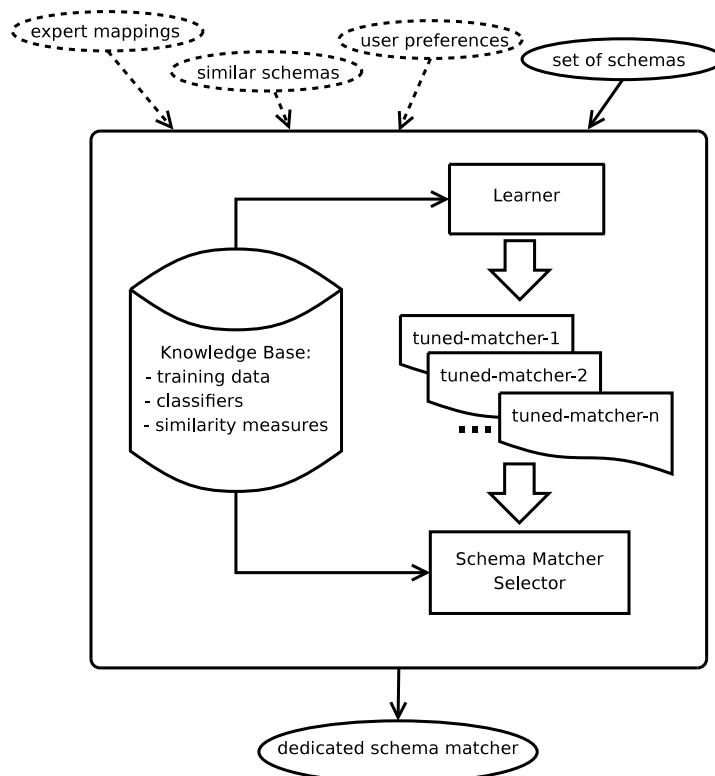 expert mappings
similar schemas
user preferences
set of schemas
Learner
Knowledge Base:
- training data
- classifiers
- similarity measures
tuned-matcher-1
tuned-matcher-2
tuned-matcher-n
...
Schema Matcher
Selector
dedicated schema matcher